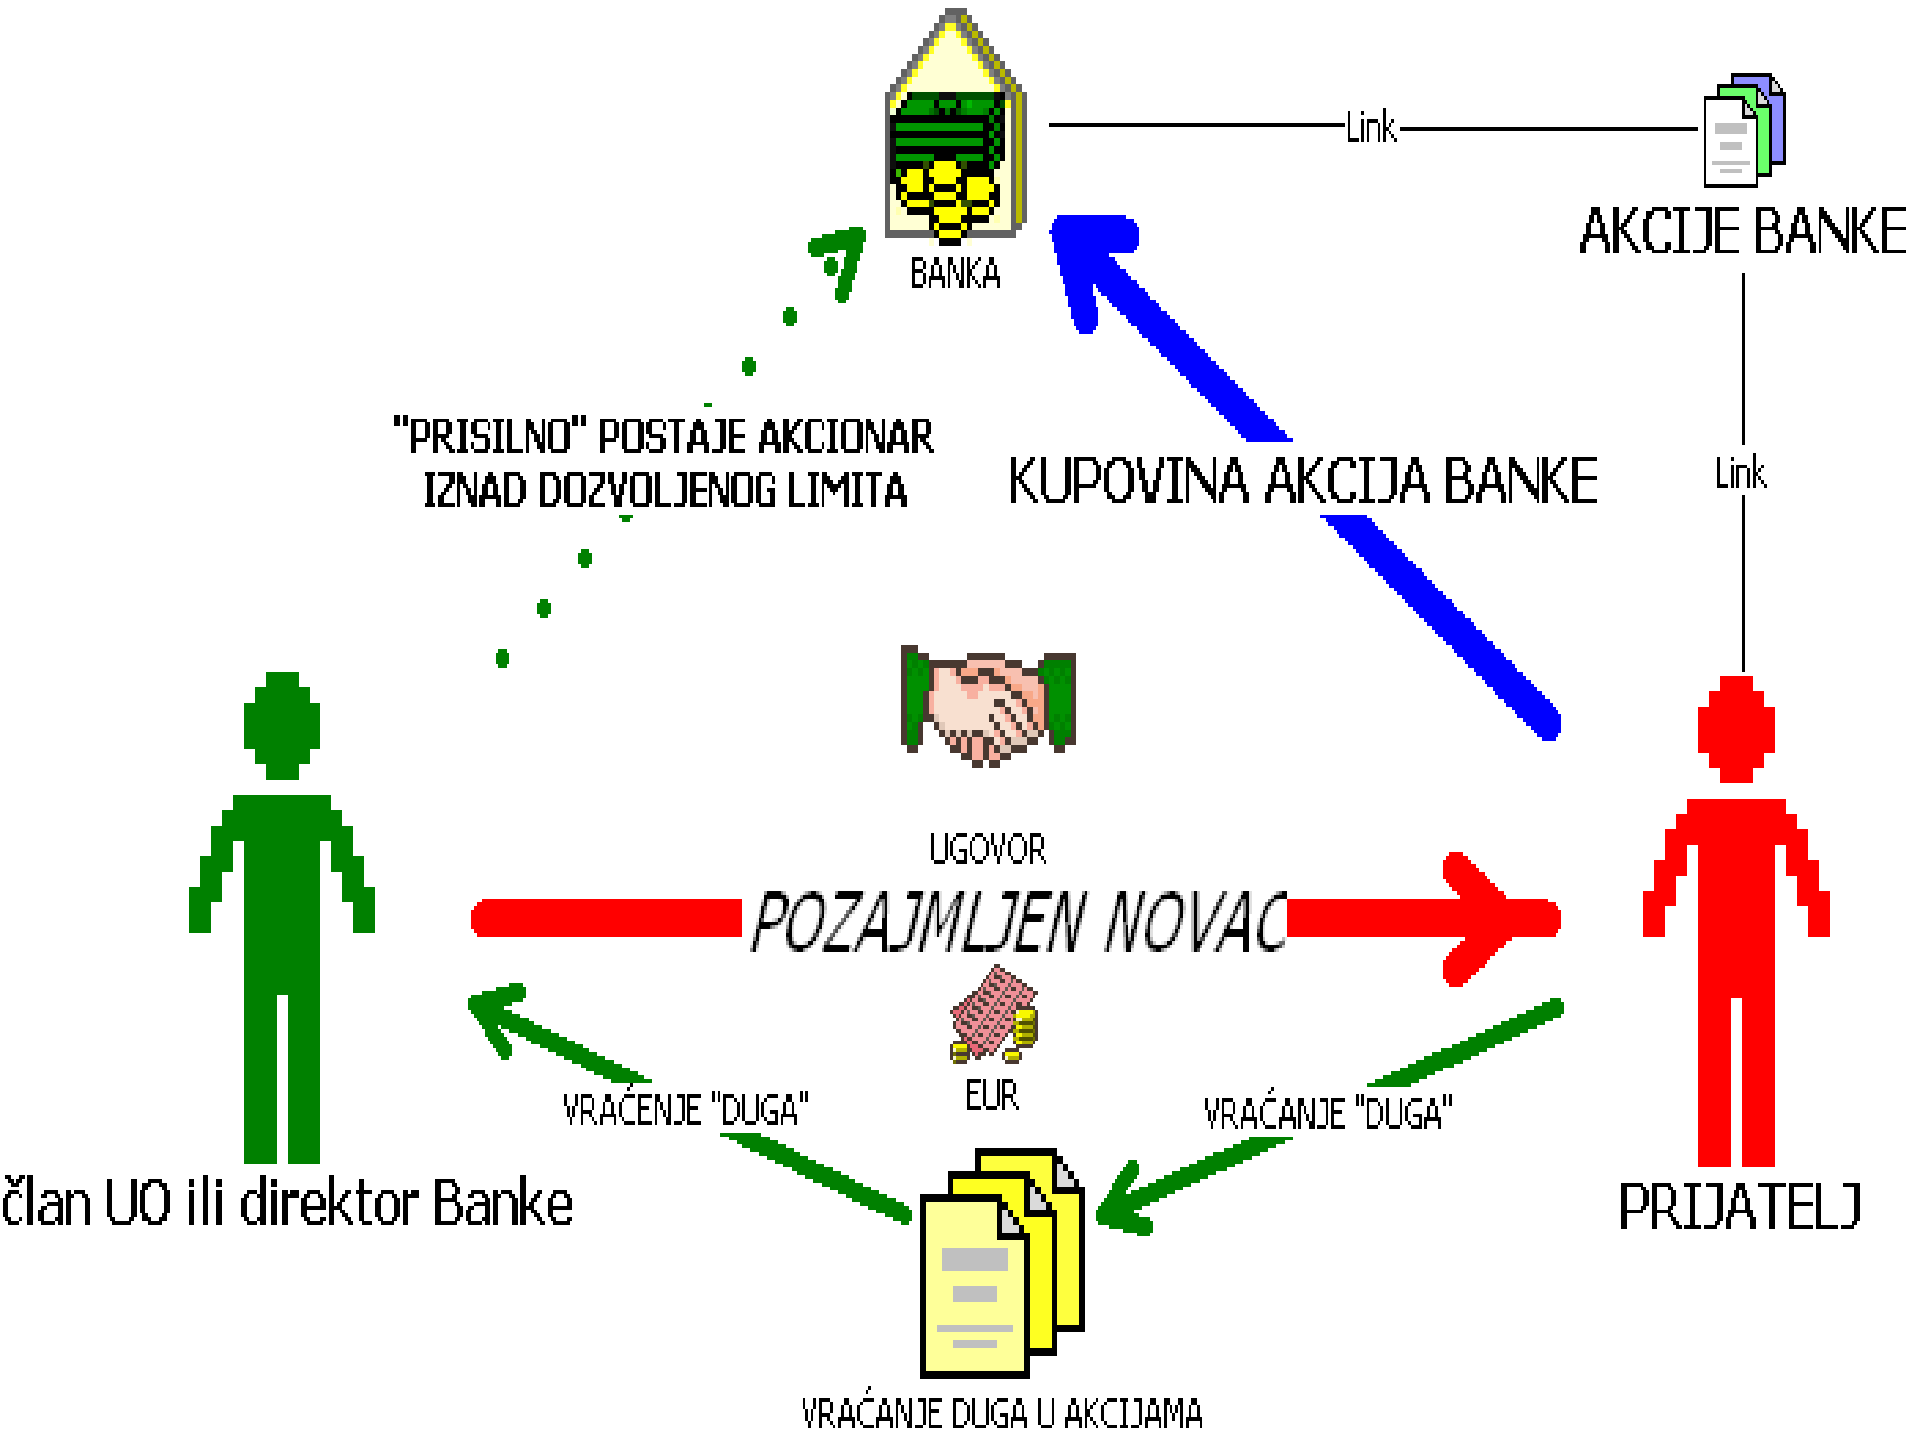 Link
AKCIJE BANKE
BANKA
"PRISILNO" POSTAJE AKCIONAR
IZNAD DOZVOLJENOG LIMITA
KUPOVINA AKCIJA BANKE
Link
UGOVOR
POZAJMLJEN NOVAC
EUR
VRAĆENJE "DUGA"
VRAĆANJE "DUGA"
član UO ili direktor Banke
PRIJATELJ
VRAĆANJE DUGA U AKCIJAMA